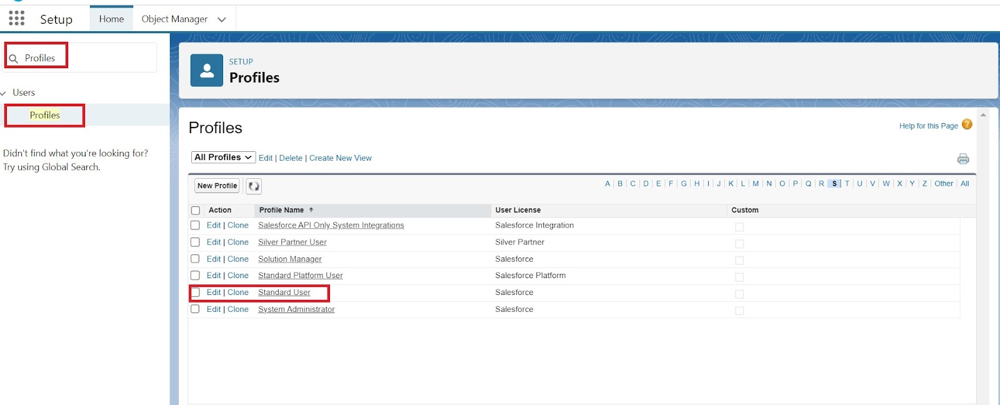 Setup Home Object Manager
Profiles
Users
Profiles
Didn't find what you're looking for?
Try using Global Search.
SETUP
Profiles
Profiles
Help for this Page ?
All Profiles Edit | Delete | Create New View
New Profile A | B | C | D | E | F | G | H | I | J | K | L | M | N | O | P | Q | R | S | T | U | V | W | X | Y | Z | Other | All
Action Profile Name ↑ User License Custom
Edit | Clone Salesforce API Only System Integrations Salesforce Integration
Edit | Clone Silver Partner User Silver Partner
Edit | Clone Solution Manager Salesforce
Edit | Clone Standard Platform User Salesforce Platform
Edit | Clone Standard User Salesforce
Edit | Clone System Administrator Salesforce